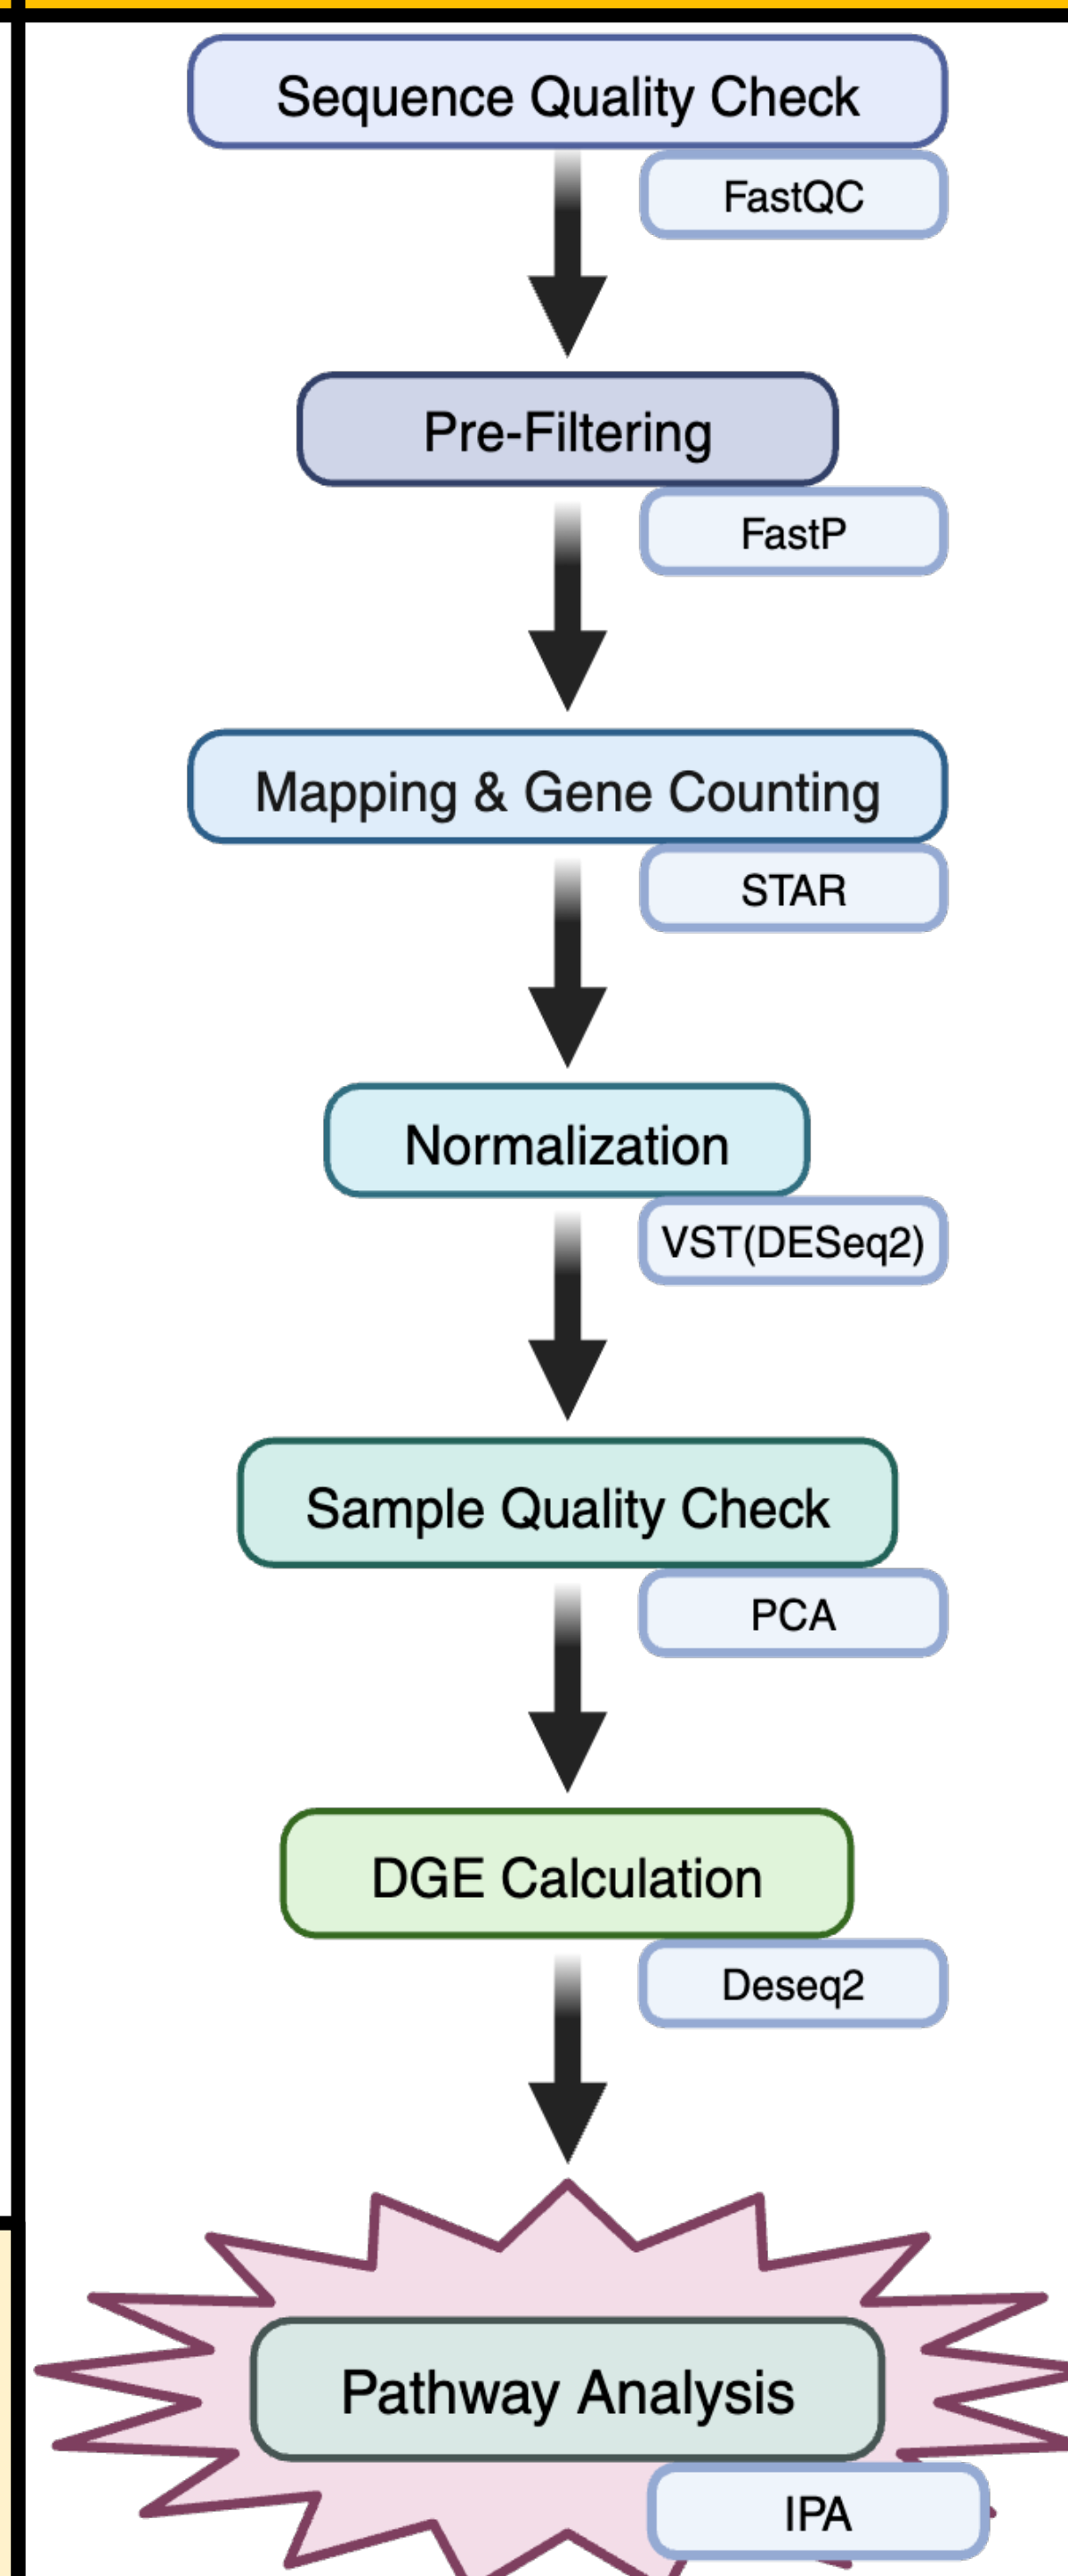 Sequence Quality Check
FastQC
Pre-Filtering
FastP
Mapping & Gene Counting
STAR
Normalization
VST(DESeq2)
Sample Quality Check
PCA
DGE Calculation
Deseq2
Pathway Analysis
IPA